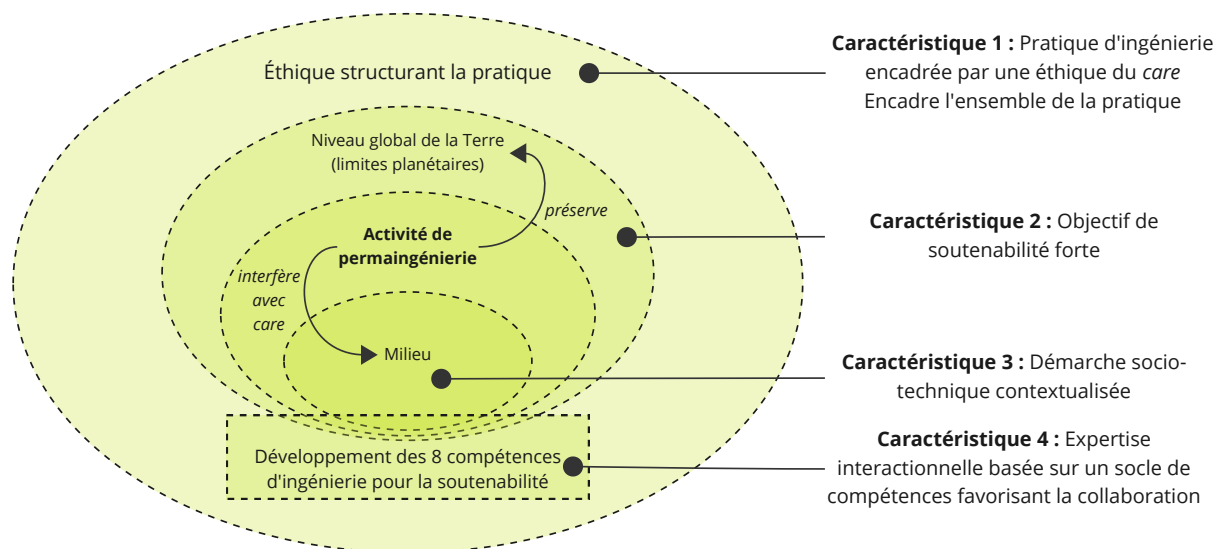 Éthique structurant la pratique
Niveau global de la Terre
(limites planétaires)
préserve
Activité de
permaingénierie
interfère
avec
care
Milieu
Développement des 8 compétences
d'ingénierie pour la soutenabilité
Caractéristique 1 : Pratique d'ingénierie
encadrée par une éthique du care
Encadre l'ensemble de la pratique
Caractéristique 2 : Objectif de
soutenabilité forte
Caractéristique 3 : Démarche socio-
technique contextualisée
Caractéristique 4 : Expertise
interactionnelle basée sur un socle de
compétences favorisant la collaboration